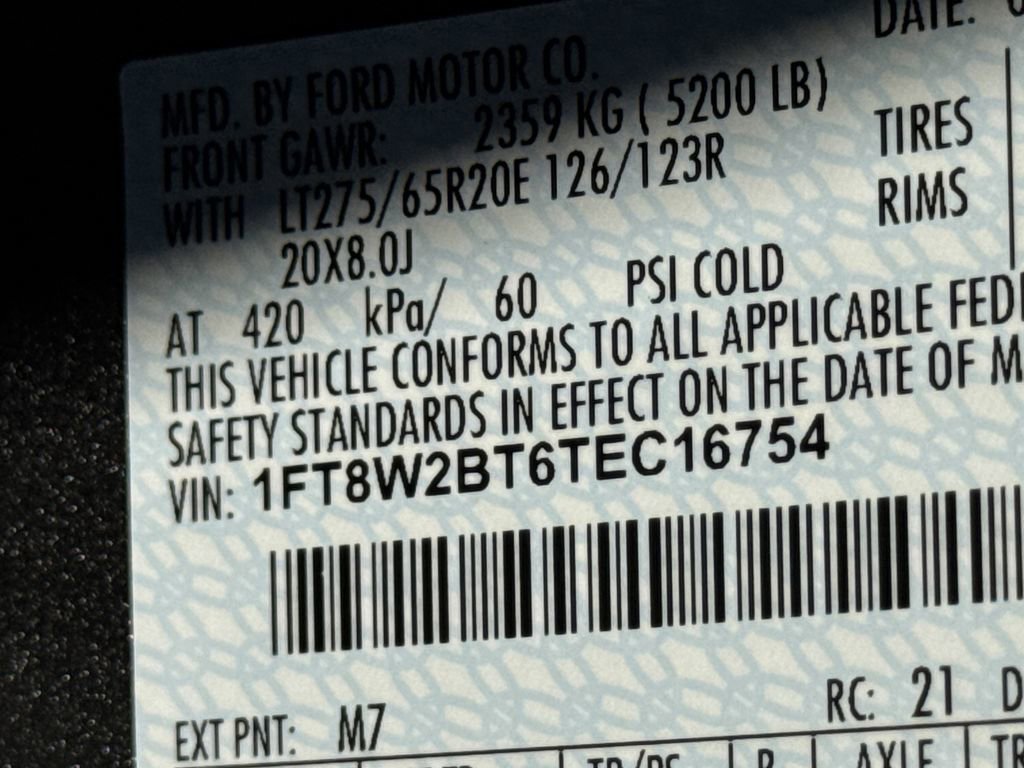 DATE:
MFD. BY FORD MOTOR CO.
FRONT GAWR: 2359 KG ( 5200 LB)
WITH LT275/65R20E 126/123R TIRES
20X8.0J RIMS
AT 420 kPa/ 60 PSI COLD
THIS VEHICLE CONFORMS TO ALL APPLICABLE FED
SAFETY STANDARDS IN EFFECT ON THE DATE OF M
VIN: 1FT8W2BT6TEC16754
EXT PNT: M7 RC: 21 D
R AXLE TR